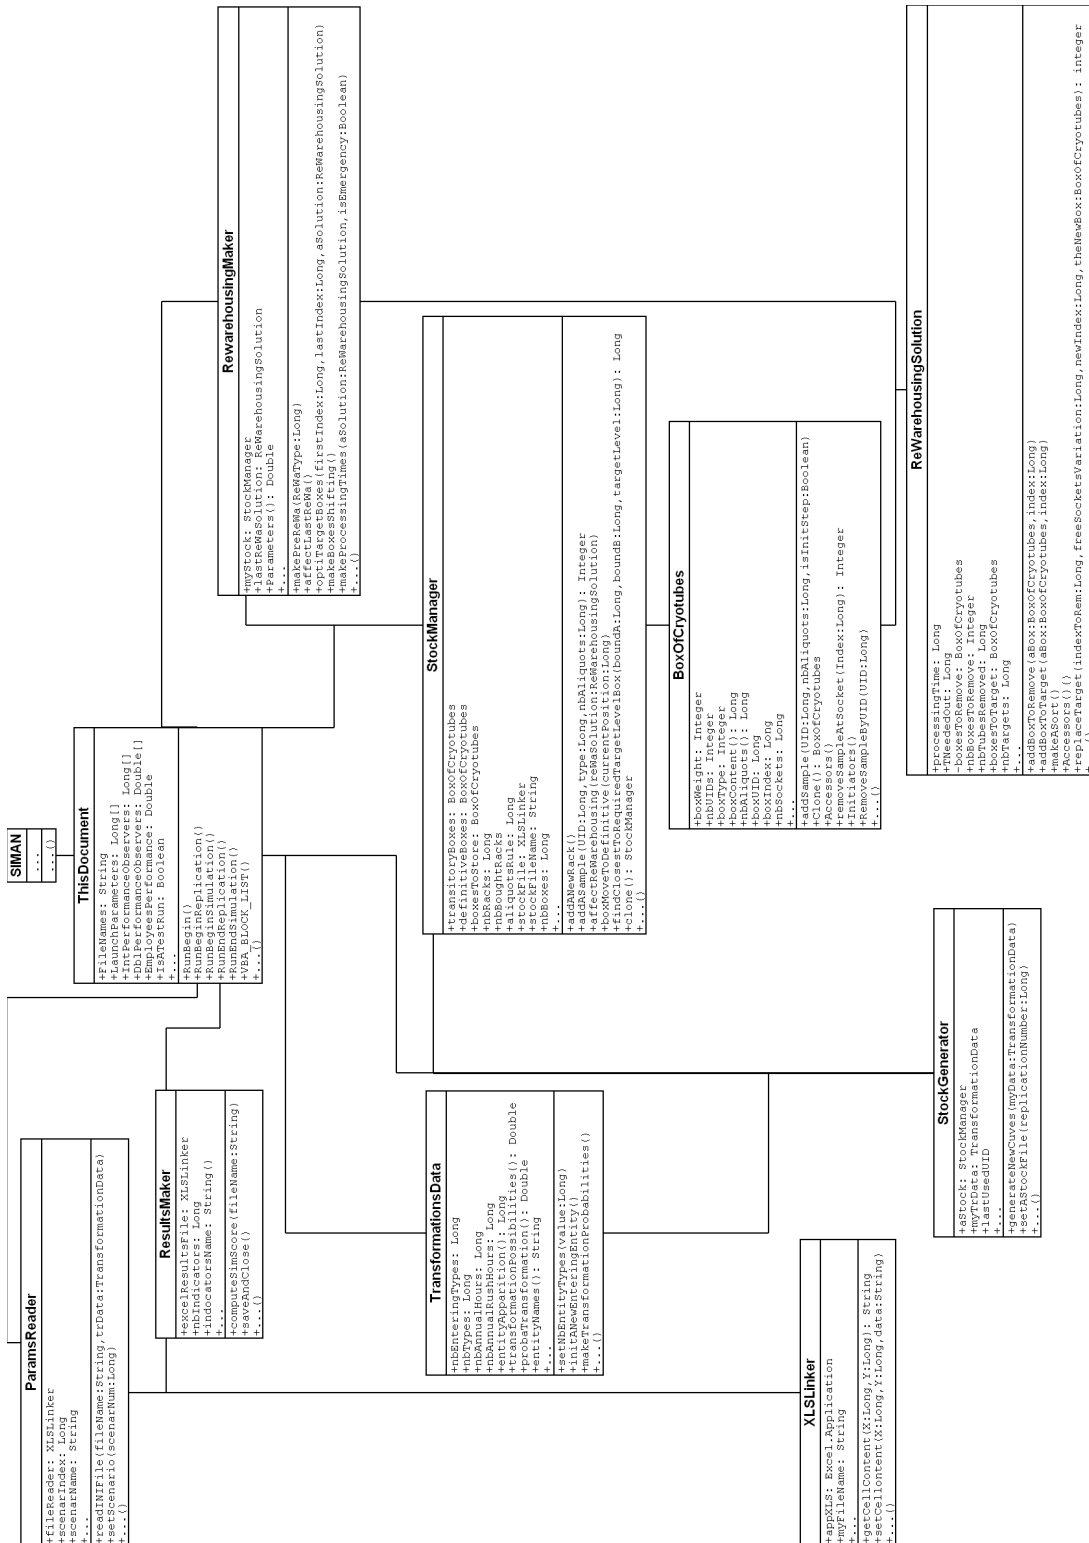 SIMAN
...
...()
ThisDocument
+FileNames: String
+LaunchParameters: Long[]
+IntPerformanceObservers: Long[]
+DblPerformanceObservers: Double[]
+EmployeesPerformance: Double
+IsATestRun: Boolean
+...
+RunBegin()
+RunBeginReplication()
+RunBeginSimulation()
+RunEndReplication()
+RunEndSimulation()
+VBA_BLOCK_LIST()
+...()
ParamsReader
+fileReader: XLSLinker
+scenarIndex: Long
+scenarName: String
+...
+readINIFile(fileName:String,trData:TransformationData)
+setScenario(scenarNum:Long)
+...()
ResultsMaker
+excelResultsFile: XLSLinker
+nbIndicators: Long
+indocatorsName: String()
+...
+computeSimScore(fileName:String)
+saveAndClose()
+...()
RewarehousingMaker
+myStock: StockManager
+lastReWaSolution: ReWarehousingSolution
+Parameters(): Double
+...
+makePreReWa(ReWaType:Long)
+affectLastReWa()
+optiTargetBoxes(firstIndex:Long,lastIndex:Long,aSolution:ReWarehousingSolution)
+makeBoxesShifting()
+makeProcessingTimes(aSolution:ReWarehousingSolution,isEmergency:Boolean)
+...()
TransformationsData
+nbEnteringTypes: Long
+nbTypes: Long
+nbAnnualHours: Long
+nbAnnualRushHours: Long
+entityApparition(): Long
+transformationPossibilities(): Double
+probaTransformation(): Double
+entityNames(): String
+...
+setNbEntityTypes(value:Long)
+initANewEnteringEntity()
+makeTransformationProbabilities()
+...()
StockManager
+transitoryBoxes: BoxOfCryotubes
+definitiveBoxes: BoxOfCryotubes
+boxesToStore: BoxOfCryotubes
+nbRacks: Long
+nbBoughtRacks
+aliquotsRule: Long
+stockFile: XLSLinker
+stockFileName: String
+nbBoxes: Long
+...
+addANewRack()
+addASample(UID:Long,type:Long,nbAliquots:Long): Integer
+affectReWarehousing(reWaSolution:ReWarehousingSolution)
+boxMoveToDefinitive(currentPosition:Long)
+findClosestToRequiredTargetLevelBox(boundA:Long,boundB:Long,targetLevel:Long): Long
+clone(): StockManager
+...()
BoxOfCryotubes
+boxWeight: Integer
+nbUIDs: Integer
+boxType: Integer
+boxContent(): Long
+nbAliquots(): Long
+boxUID: Long
+boxIndex: Long
+nbSockets: Long
+...
+addSample(UID:Long,nbAliquots:Long,isInitStep:Boolean)
+Clone(): BoxOfCryotubes
+Accessors()
+removeSampleAtSocket(Index:Long): Integer
+Initiators()
+RemoveSampleByUID(UID:Long)
+...()
XLSLinker
+appXLS: Excel.Application
+myFileName: String
+...
+getCellContent(X:Long,Y:Long): String
+setCellontent(X:Long,Y:Long,data:String)
+...()
StockGenerator
+aStock: StockManager
+myTrData: TransformationData
+lastUsedUID
+...
+generateNewCuves(myData:TransformationData)
+setAStockFile(replicationNumber:Long)
+...()
ReWarehousingSolution
+processingTime: Long
+TNeededOut: Long
-boxesToRemove: BoxOfCryotubes
+nbBoxesToRemove: Integer
+nbTubesRemoved: Long
+boxesToTarget: BoxOfCryotubes
+nbTargets: Long
+...
+addBoxToRemove(aBox:BoxOfCryotubes,index:Long)
+addBoxToTarget(aBox:BoxOfCryotubes,index:Long)
+makeASort()
+Accessors()()
+replaceTarget(indexToRem:Long,freeSocketsVariation:Long,newIndex:Long,theNewBox:BoxOfCryotubes): integer
+...()